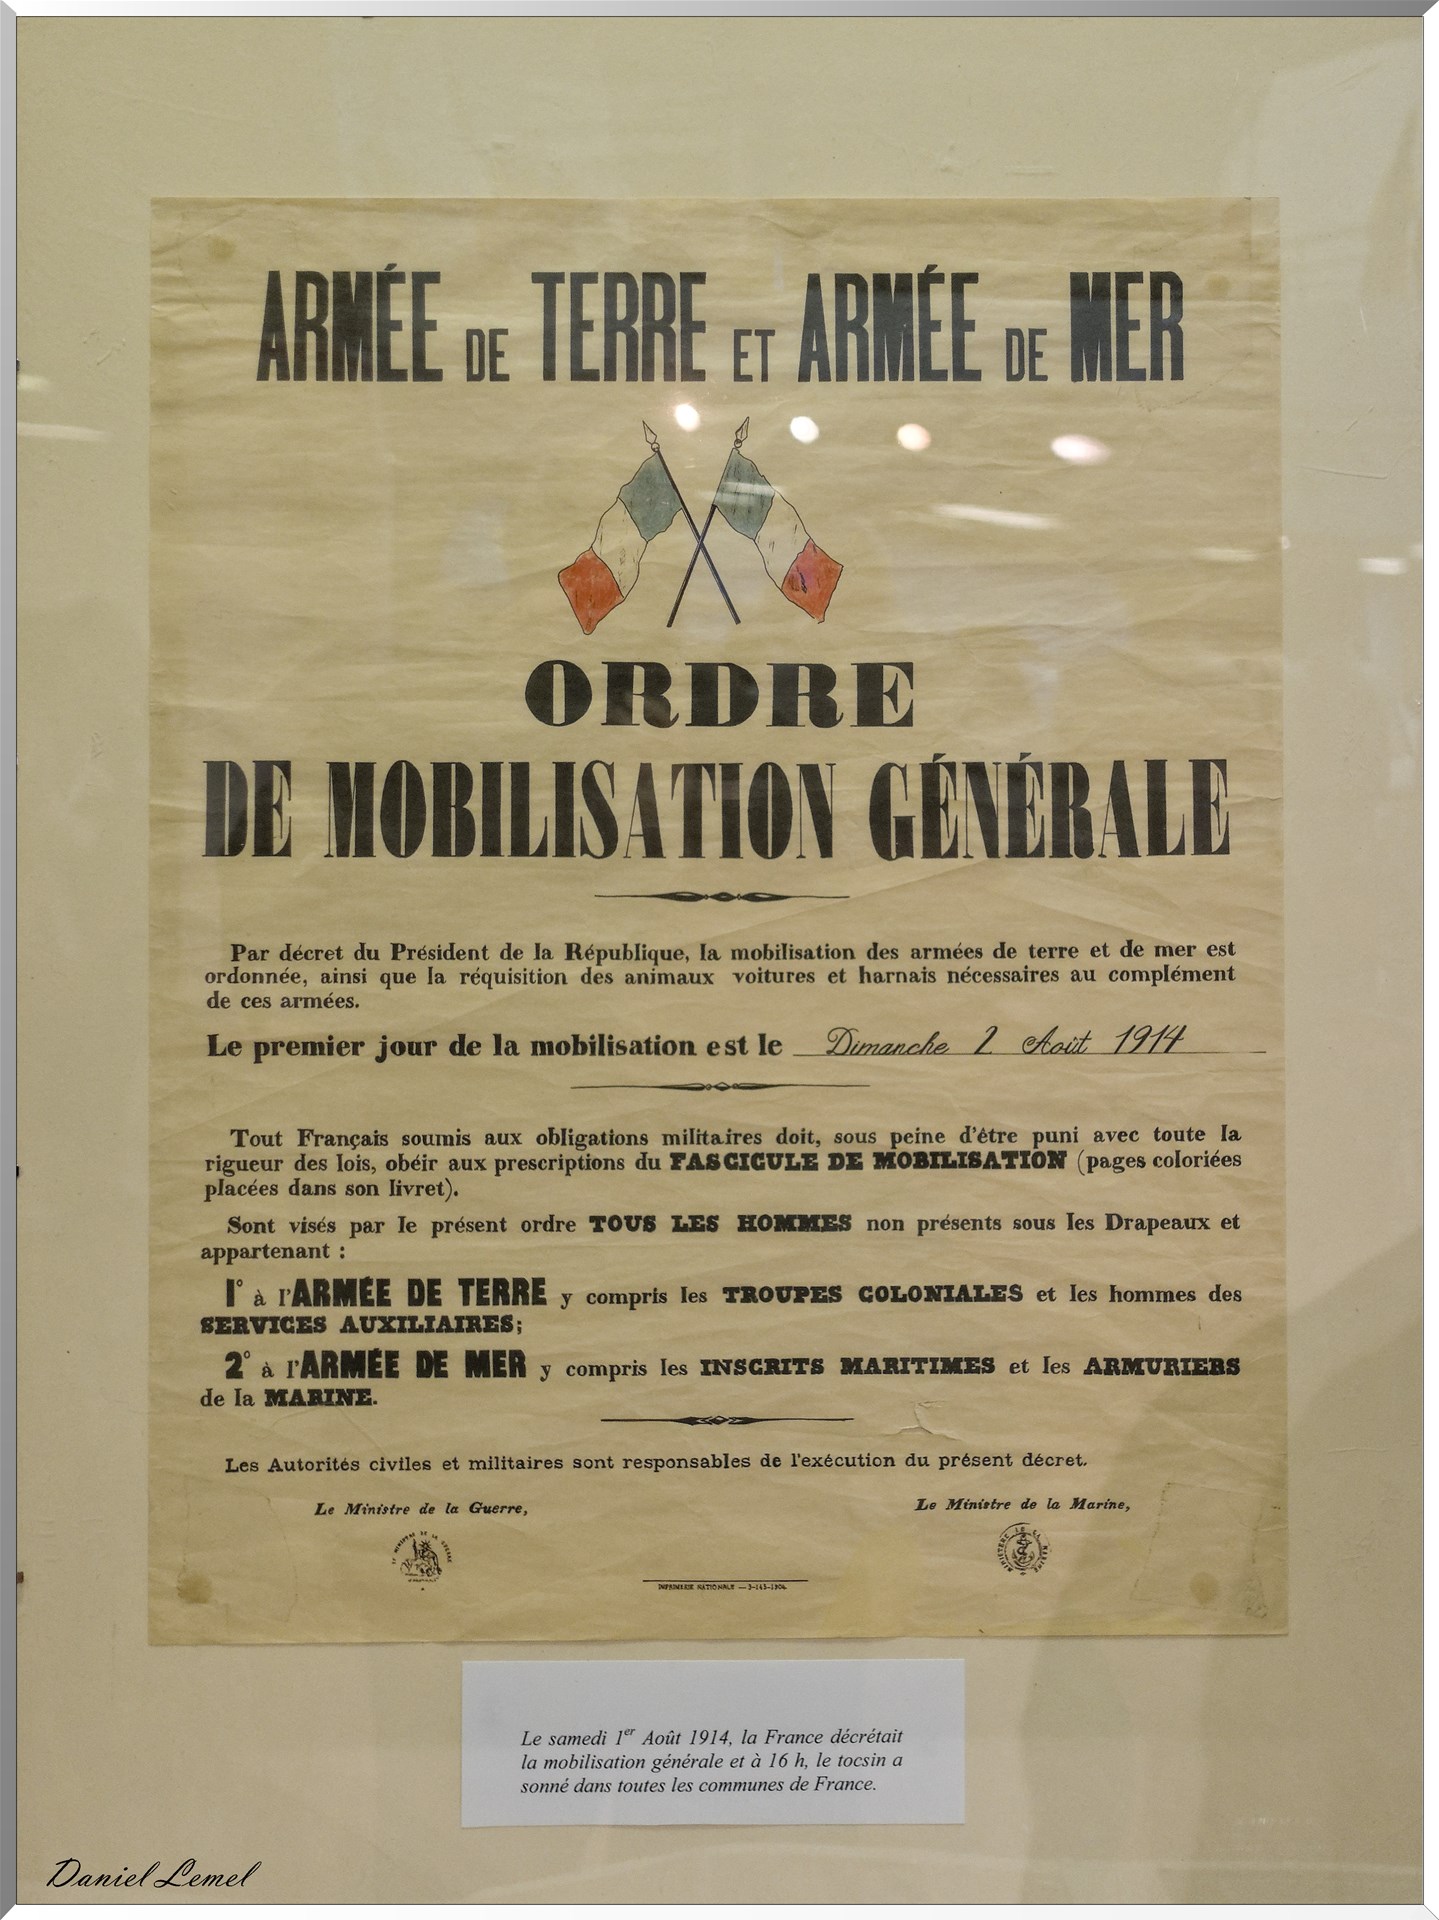 ARMÉE DE TERRE ET ARMÉE DE MER
ORDRE
DE MOBILISATION GÉNÉRALE
Par décret du Président de la République, la mobilisation des armées de terre et de mer est
ordonnée, ainsi que la réquisition des animaux voitures et harnais nécessaires au complément
de ces armées.
Le premier jour de la mobilisation est le Dimanche 2 Août 1914
Tout Français soumis aux obligations militaires doit, sous peine d'être puni avec toute la
rigueur des lois, obéir aux prescriptions du FASCICULE DE MOBILISATION (pages coloriées
placées dans son livret).
Sont visés par le présent ordre TOUS LES HOMMES non présents sous les Drapeaux et
appartenant :
1° à l'ARMÉE DE TERRE y compris les TROUPES COLONIALES et les hommes des
SERVICES AUXILIAIRES;
2° à l'ARMÉE DE MER y compris les INSCRITS MARITIMES et les ARMURIERS
de la MARINE.
Les Autorités civiles et militaires sont responsables de l'exécution du présent décret.
Le Ministre de la Guerre,
Le Ministre de la Marine,
MINISTÈRE DE LA MARINE
IMPRIMERIE NATIONALE — 3-143-1904
Le samedi 1er Août 1914, la France décrétait
la mobilisation générale et à 16 h, le tocsin a
sonné dans toutes les communes de France.
Daniel Lemel